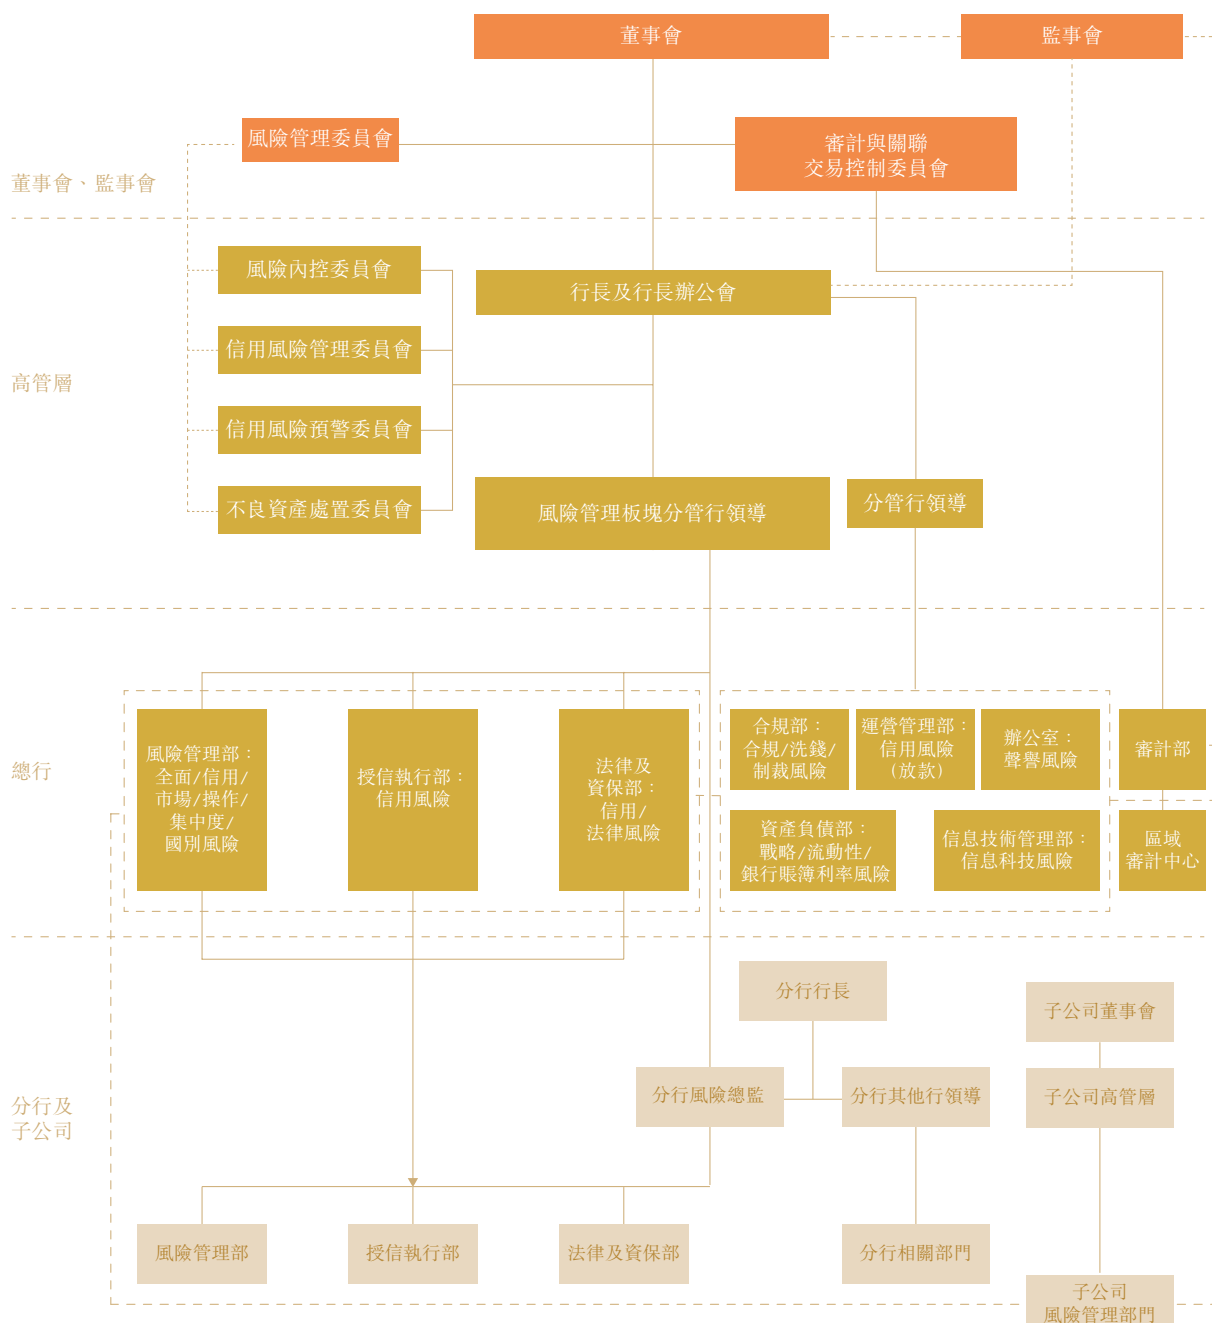 董事會
監事會
風險管理委員會
審計與關聯
交易控制委員會
董事會、監事會
風險內控委員會
行長及行長辦公會
信用風險管理委員會
高管層
信用風險預警委員會
不良資產處置委員會
風險管理板塊分管行領導
分管行領導
總行
風險管理部：
全面/信用/
市場/操作/
集中度/
國別風險
授信執行部：
信用風險
法律及
資保部：
信用/
法律風險
合規部：
合規/洗錢/
制裁風險
運營管理部：
信用風險
(放款)
辦公室：
聲譽風險
審計部
資產負債部：
戰略/流動性/
銀行賬簿利率風險
信息技術管理部：
信息科技風險
區域
審計中心
分行行長
子公司董事會
分行風險總監
分行其他行領導
子公司高管層
分行及
子公司
風險管理部
授信執行部
法律及資保部
分行相關部門
子公司
風險管理部門